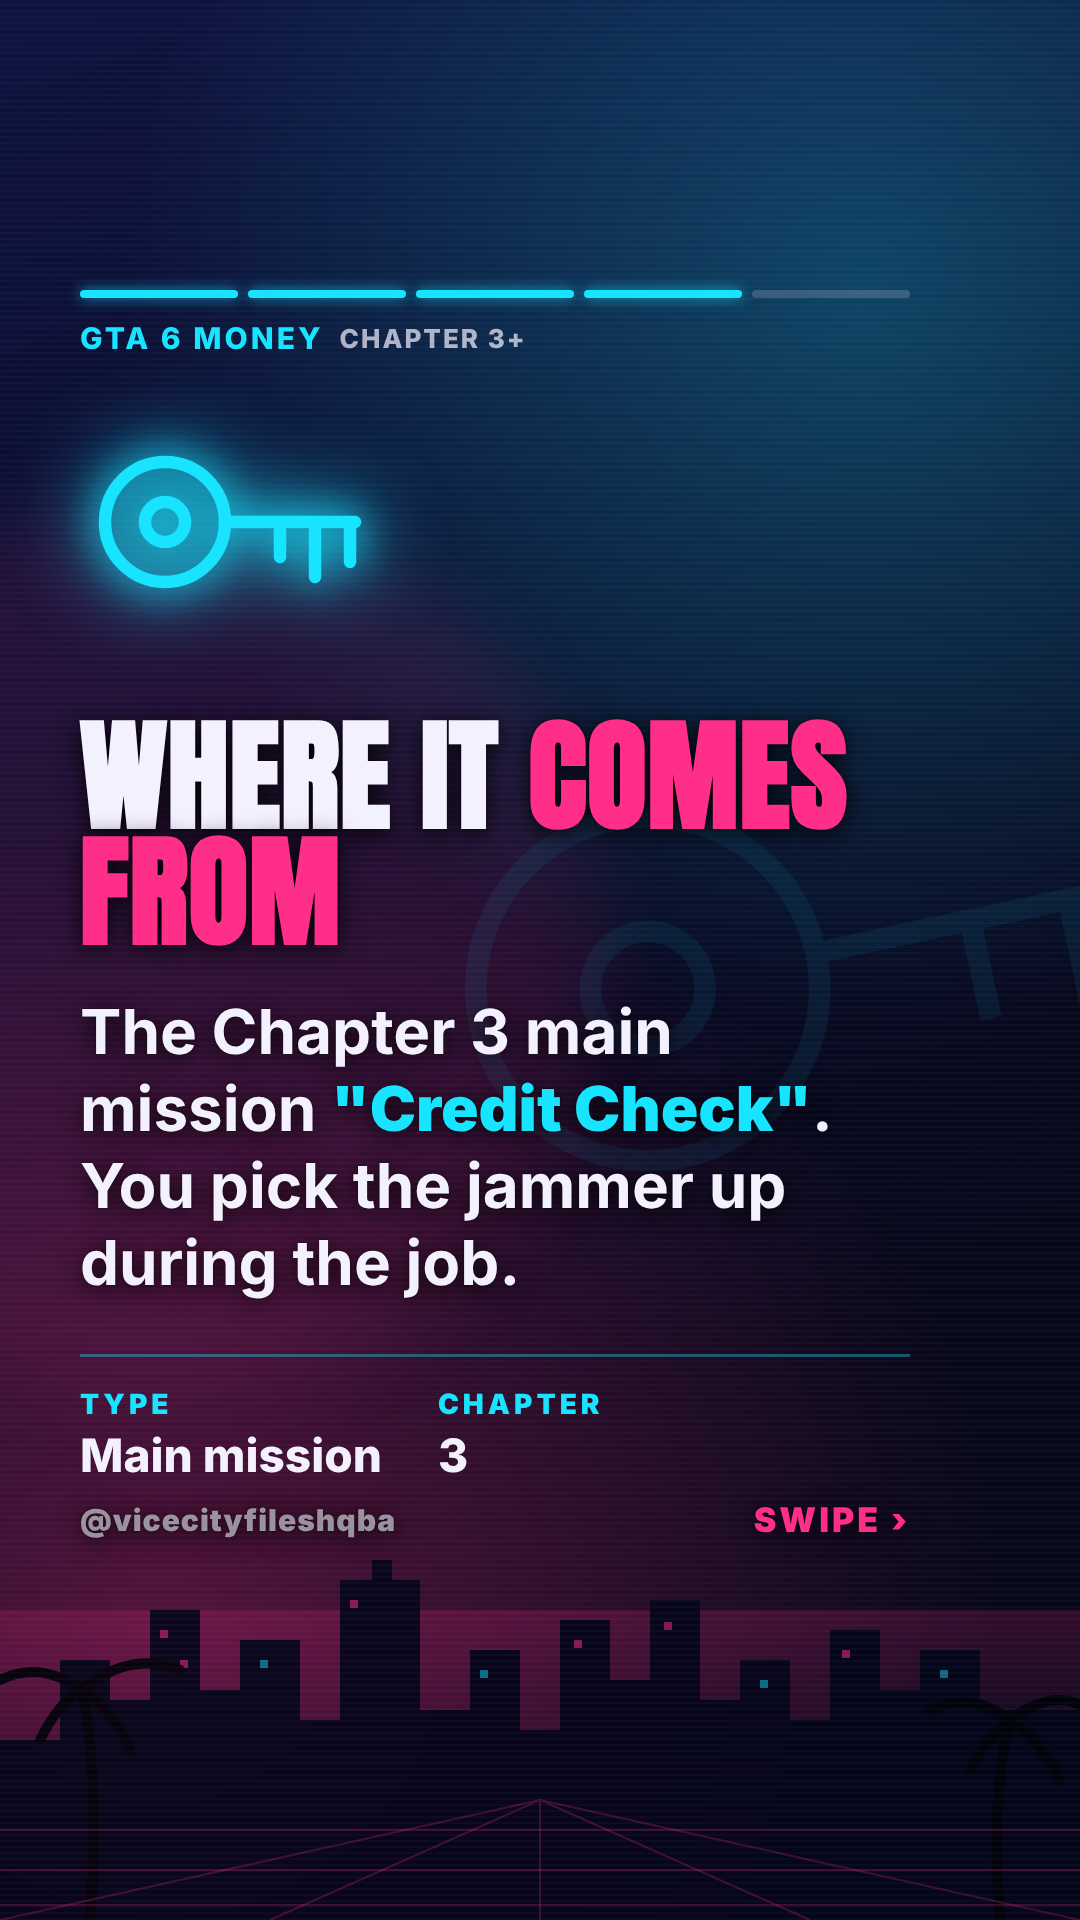 GTA 6 MONEY CHAPTER 3+
WHERE IT COMES
FROM
The Chapter 3 main
mission "Credit Check".
You pick the jammer up
during the job.
TYPE CHAPTER
Main mission 3
@vicecityfileshqba SWIPE ›